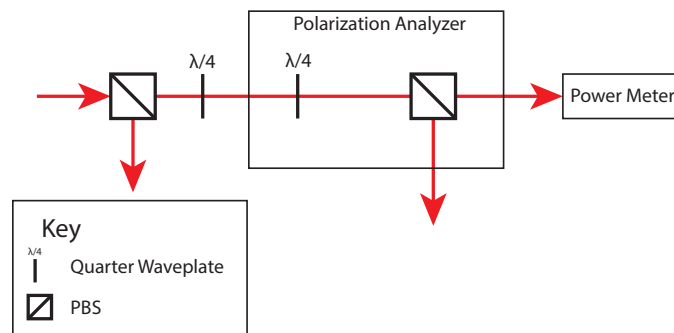 Polarization Analyzer
λ/4
λ/4
Power Meter
Key
λ/4
Quarter Waveplate
PBS